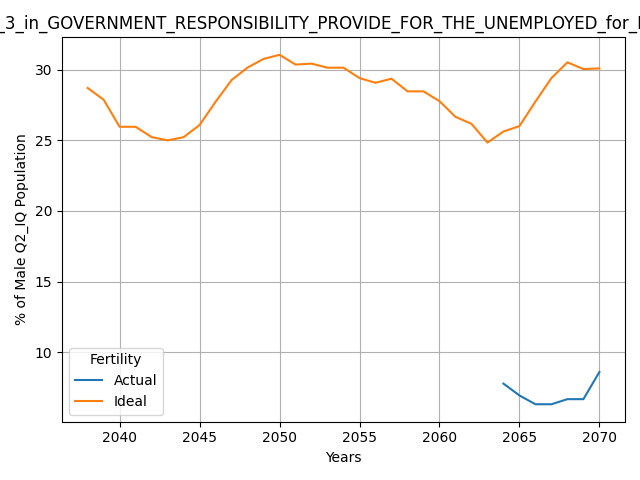 _3_in_GOVERNMENT_RESPONSIBILITY_PROVIDE_FOR_THE_UNEMPLOYED_for_
% of Male Q2_IQ Population
30
25
20
15
10
Fertility
Actual
Ideal
2040 2045 2050 2055 2060 2065 2070
Years